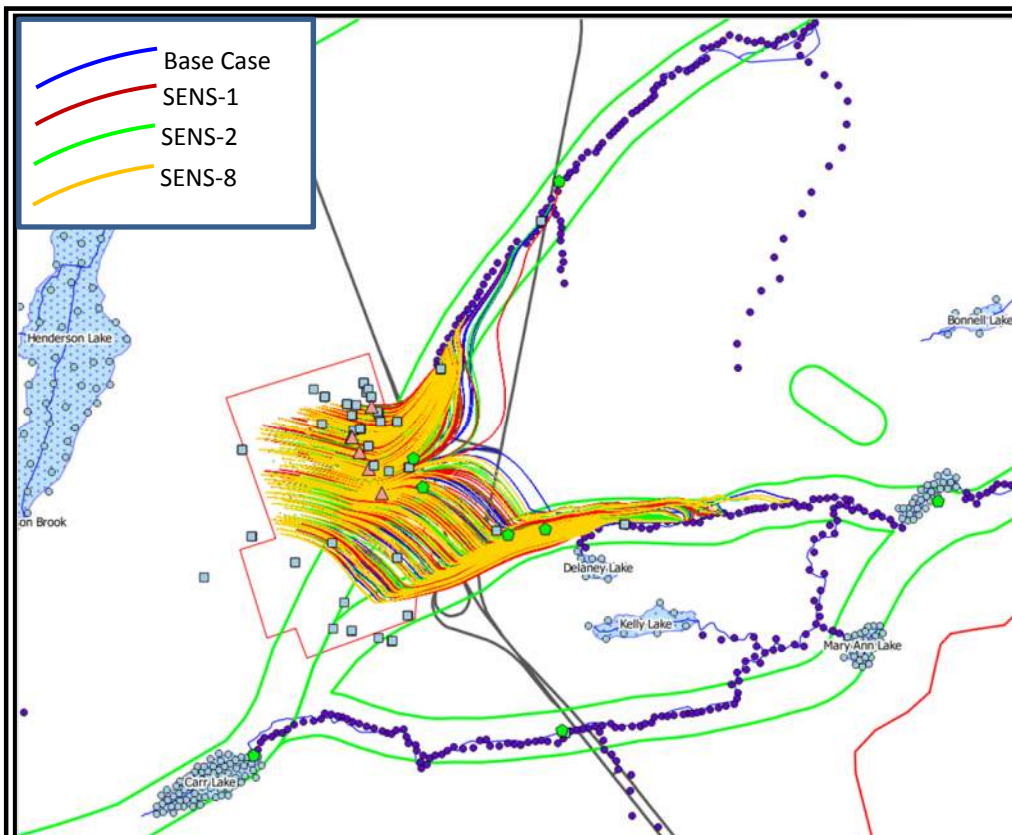 Base Case
SENS-1
SENS-2
SENS-8
Henderson Lake
Bonnell Lake
on Brook
Delaney Lake
Kelly Lake
Mary Ann Lake
Carr Lake